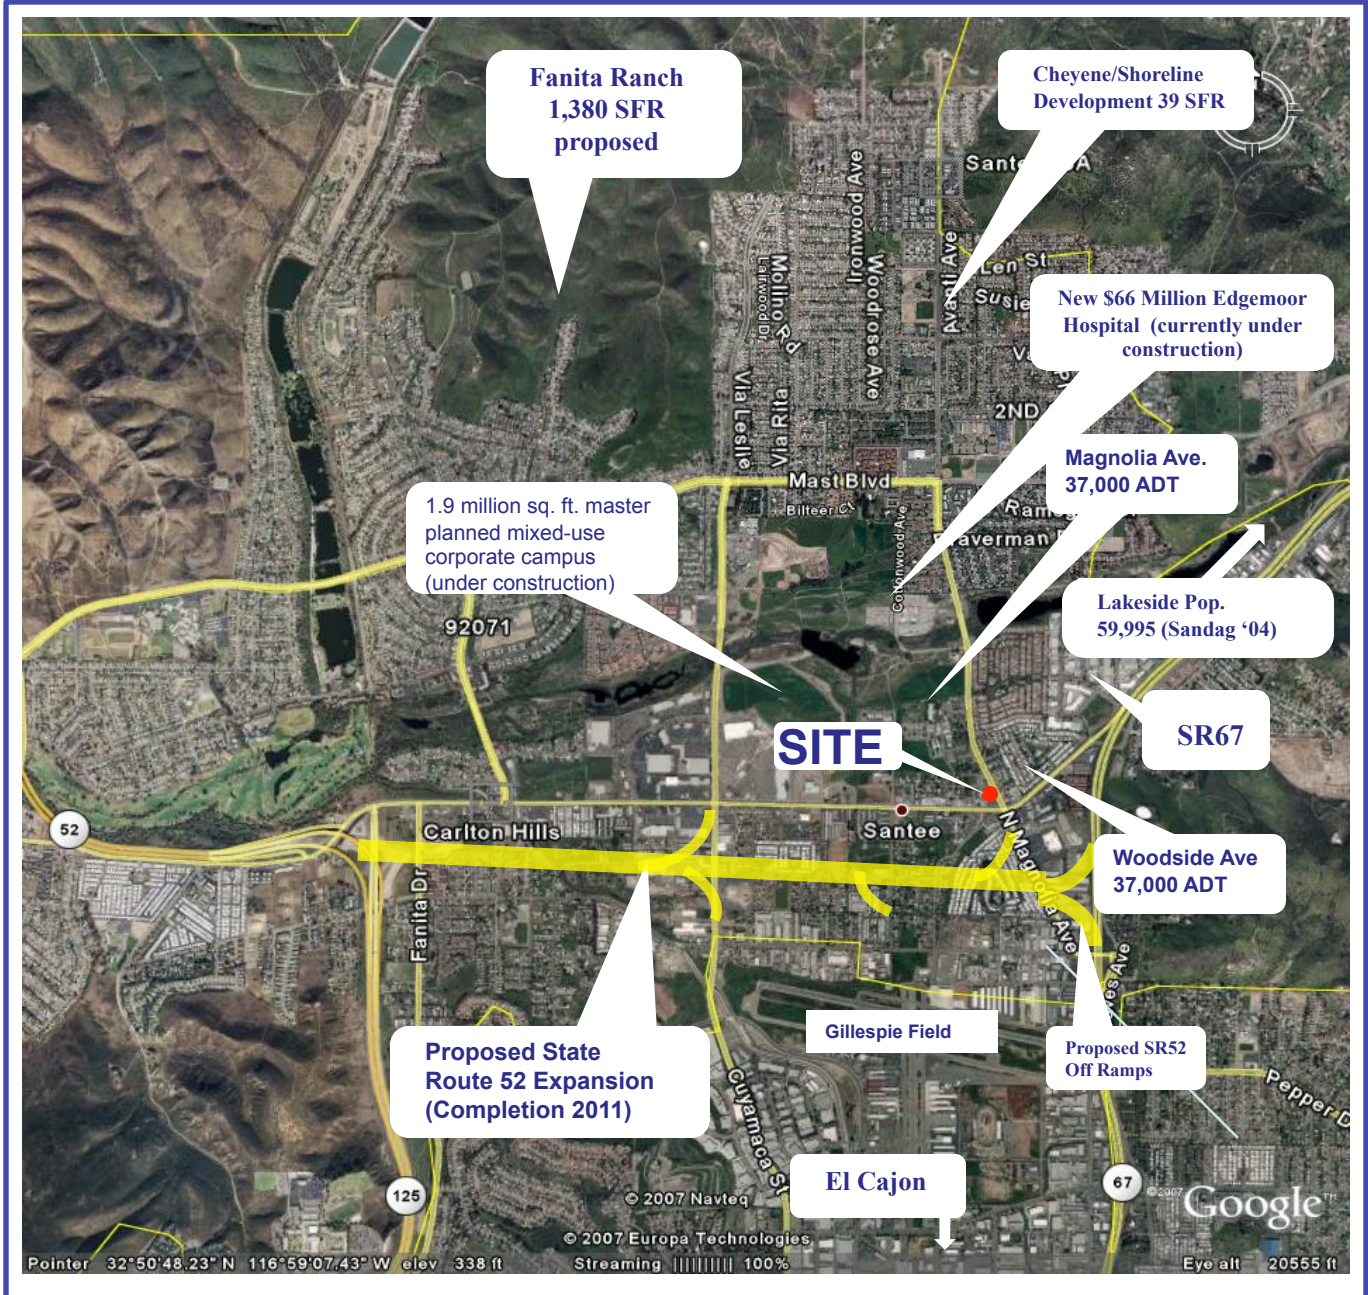 Fanita Ranch
1,380 SFR
proposed
Cheyene/Shoreline
Development 39 SFR
Ironwood Ave
Woodrose Ave
Avanti Ave
Len St
Susie
Molino Rd
Lairwood Dr
New $66 Million Edgemoor
Hospital (currently under
construction)
Via Leslie
Via Rita
2ND
Magnolia Ave.
37,000 ADT
Mast Blvd
Bilteer Ct
Cottonwood Ave
1.9 million sq. ft. master
planned mixed-use
corporate campus
(under construction)
92071
Lakeside Pop.
59,995 (Sandag ‘04)
SR67
SITE
52
Carlton Hills
Santee
N Magnolia Ave
Woodside Ave
37,000 ADT
Fanita Dr
Gillespie Field
Proposed State
Route 52 Expansion
(Completion 2011)
Proposed SR52
Off Ramps
Pepper D
Cuyamaca St
El Cajon
125
67
© 2007 Navteq
©2007 Google™
© 2007 Europa Technologies
Pointer 32°50'48.23" N 116°59'07.43" W elev 338 ft Streaming |||||||||| 100% Eye alt 20555 ft